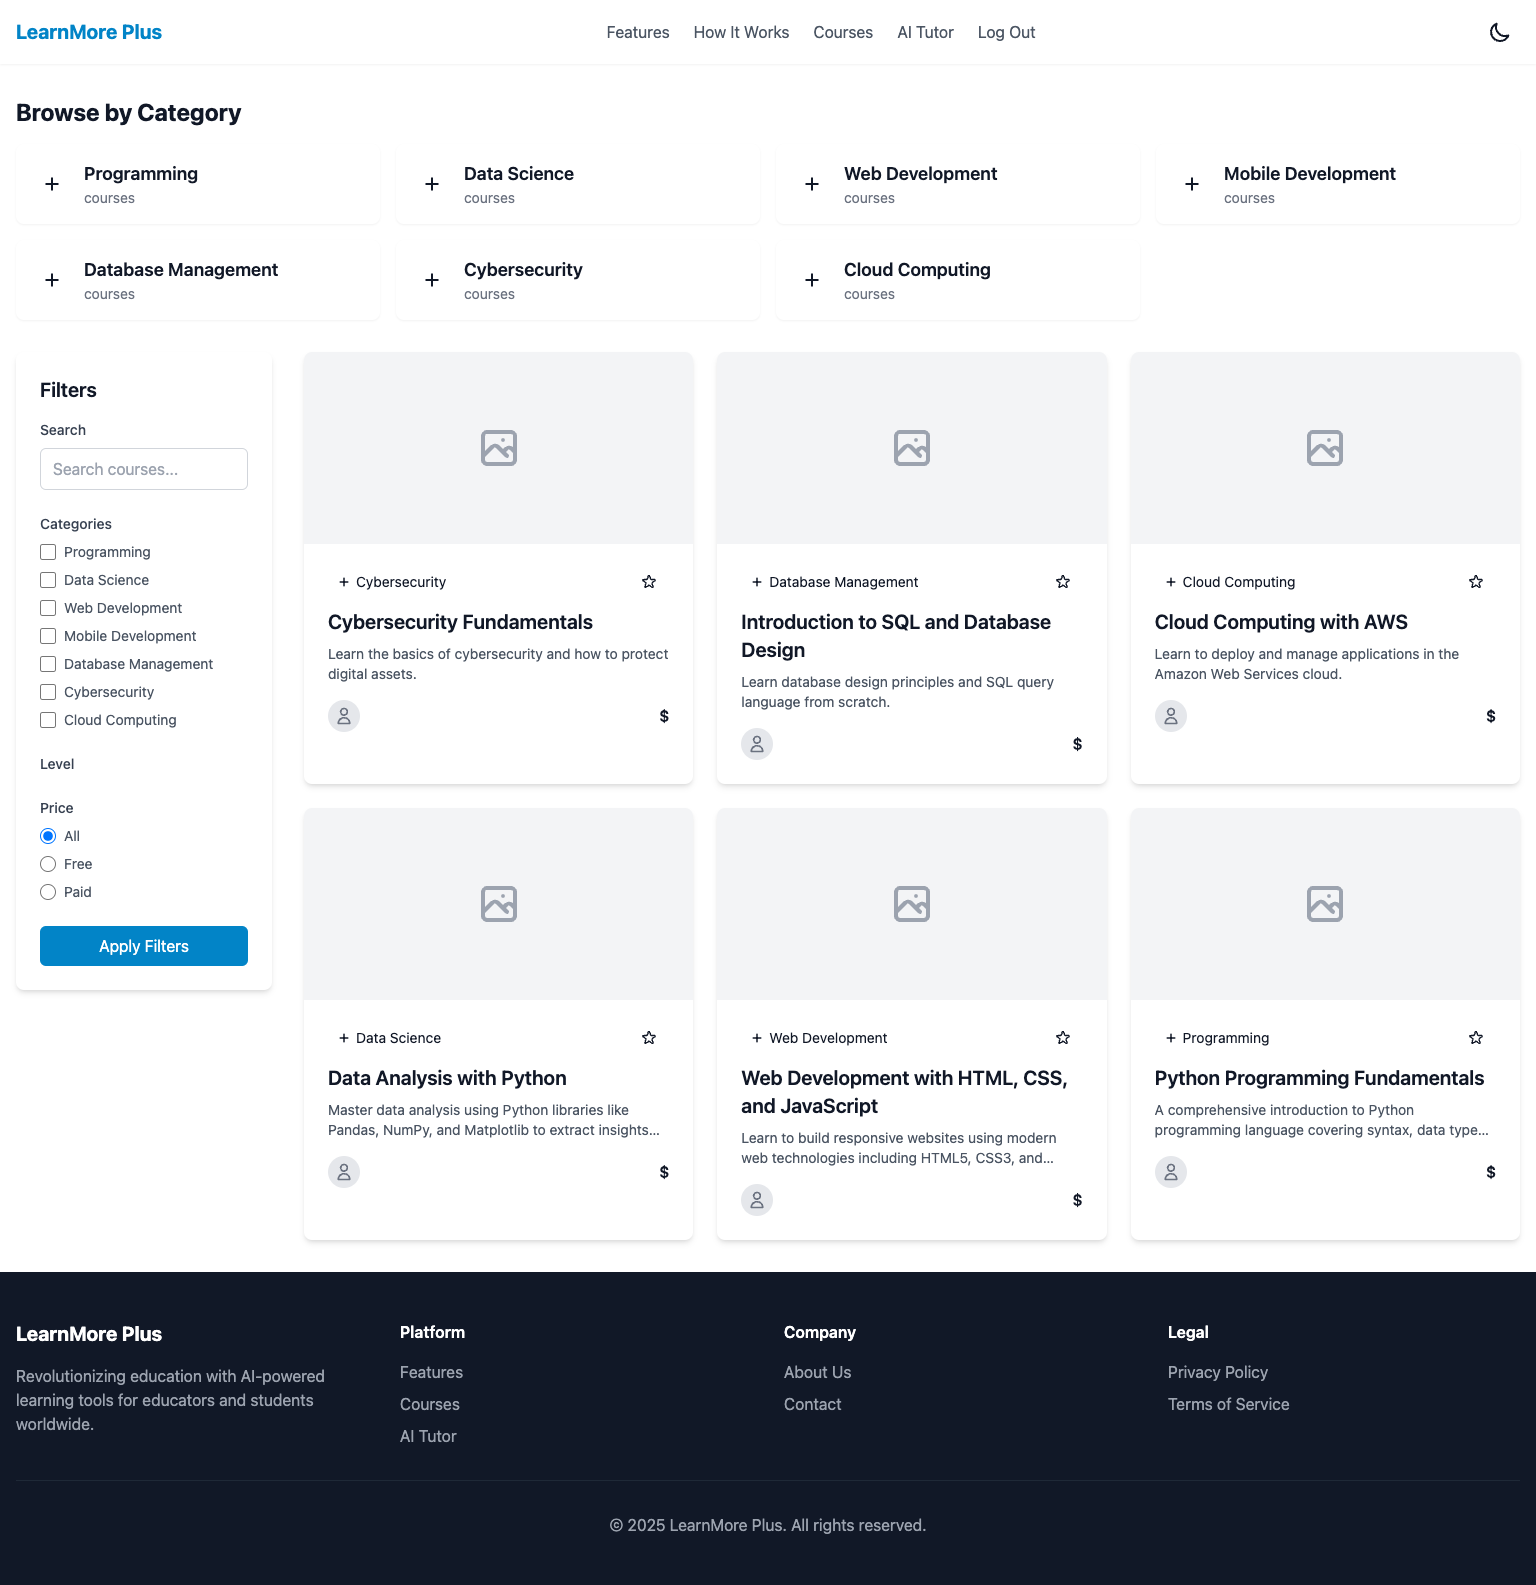 LearnMore Plus
Features
How It Works
Courses
AI Tutor
Log Out
Browse by Category
Programming
courses
Data Science
courses
Web Development
courses
Mobile Development
courses
Database Management
courses
Cybersecurity
courses
Cloud Computing
courses
Filters
Search
Search courses...
Categories
Programming
Data Science
Web Development
Mobile Development
Database Management
Cybersecurity
Cloud Computing
Level
Price
All
Free
Paid
Apply Filters
Cybersecurity
Cybersecurity Fundamentals
Learn the basics of cybersecurity and how to protect
digital assets.
$
Database Management
Introduction to SQL and Database
Design
Learn database design principles and SQL query
language from scratch.
$
Cloud Computing
Cloud Computing with AWS
Learn to deploy and manage applications in the
Amazon Web Services cloud.
$
Data Science
Data Analysis with Python
Master data analysis using Python libraries like
Pandas, NumPy, and Matplotlib to extract insights...
$
Web Development
Web Development with HTML, CSS,
and JavaScript
Learn to build responsive websites using modern
web technologies including HTML5, CSS3, and...
$
Programming
Python Programming Fundamentals
A comprehensive introduction to Python
programming language covering syntax, data type...
$
LearnMore Plus
Revolutionizing education with AI-powered
learning tools for educators and students
worldwide.
Platform
Features
Courses
AI Tutor
Company
About Us
Contact
Legal
Privacy Policy
Terms of Service
© 2025 LearnMore Plus. All rights reserved.